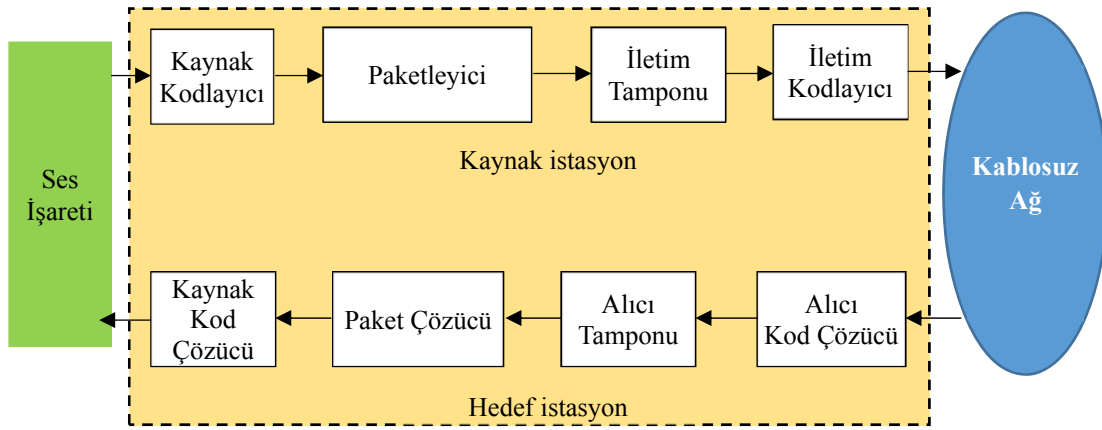 Ses
İşareti
Kaynak
Kodlayıcı
Paketleyici
İletim
Tamponu
İletim
Kodlayıcı
Kaynak istasyon
Kablosuz
Ağ
Kaynak
Kod
Çözücü
Paket Çözücü
Alıcı
Tamponu
Alıcı
Kod Çözücü
Hedef istasyon